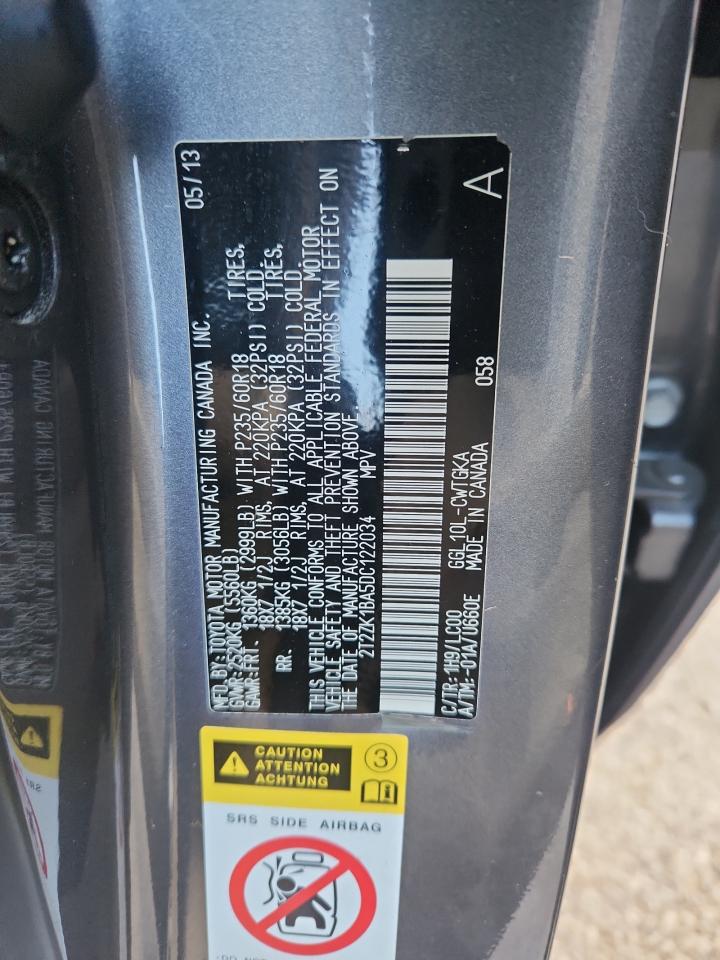 MFD.BY:TOYOTA MOTOR MANUFACTURING CANADA INC. 05/13
GVWR:2520KG (5560LB)
GAWR:FRT. 1360KG (2999LB) WITH P235/60R18 TIRES,
18X7 1/2J RIMS, AT 220KPA (32PSI) COLD.
RR. 1385KG (3056LB) WITH P235/60R18 TIRES,
18X7 1/2J RIMS, AT 220KPA (32PSI) COLD.
THIS VEHICLE CONFORMS TO ALL APPLICABLE FEDERAL MOTOR
VEHICLE SAFETY AND THEFT PREVENTION STANDARDS IN EFFECT ON
THE DATE OF MANUFACTURE SHOWN ABOVE.
2T2ZK1BA5DC122034 MPV
C/TR:1H9/LC00 GGL10L-CWTGKA 058
A/TM:-01A/U660E MADE IN CANADA
A
CAUTION
ATTENTION
ACHTUNG
3
SRS SIDE AIRBAG